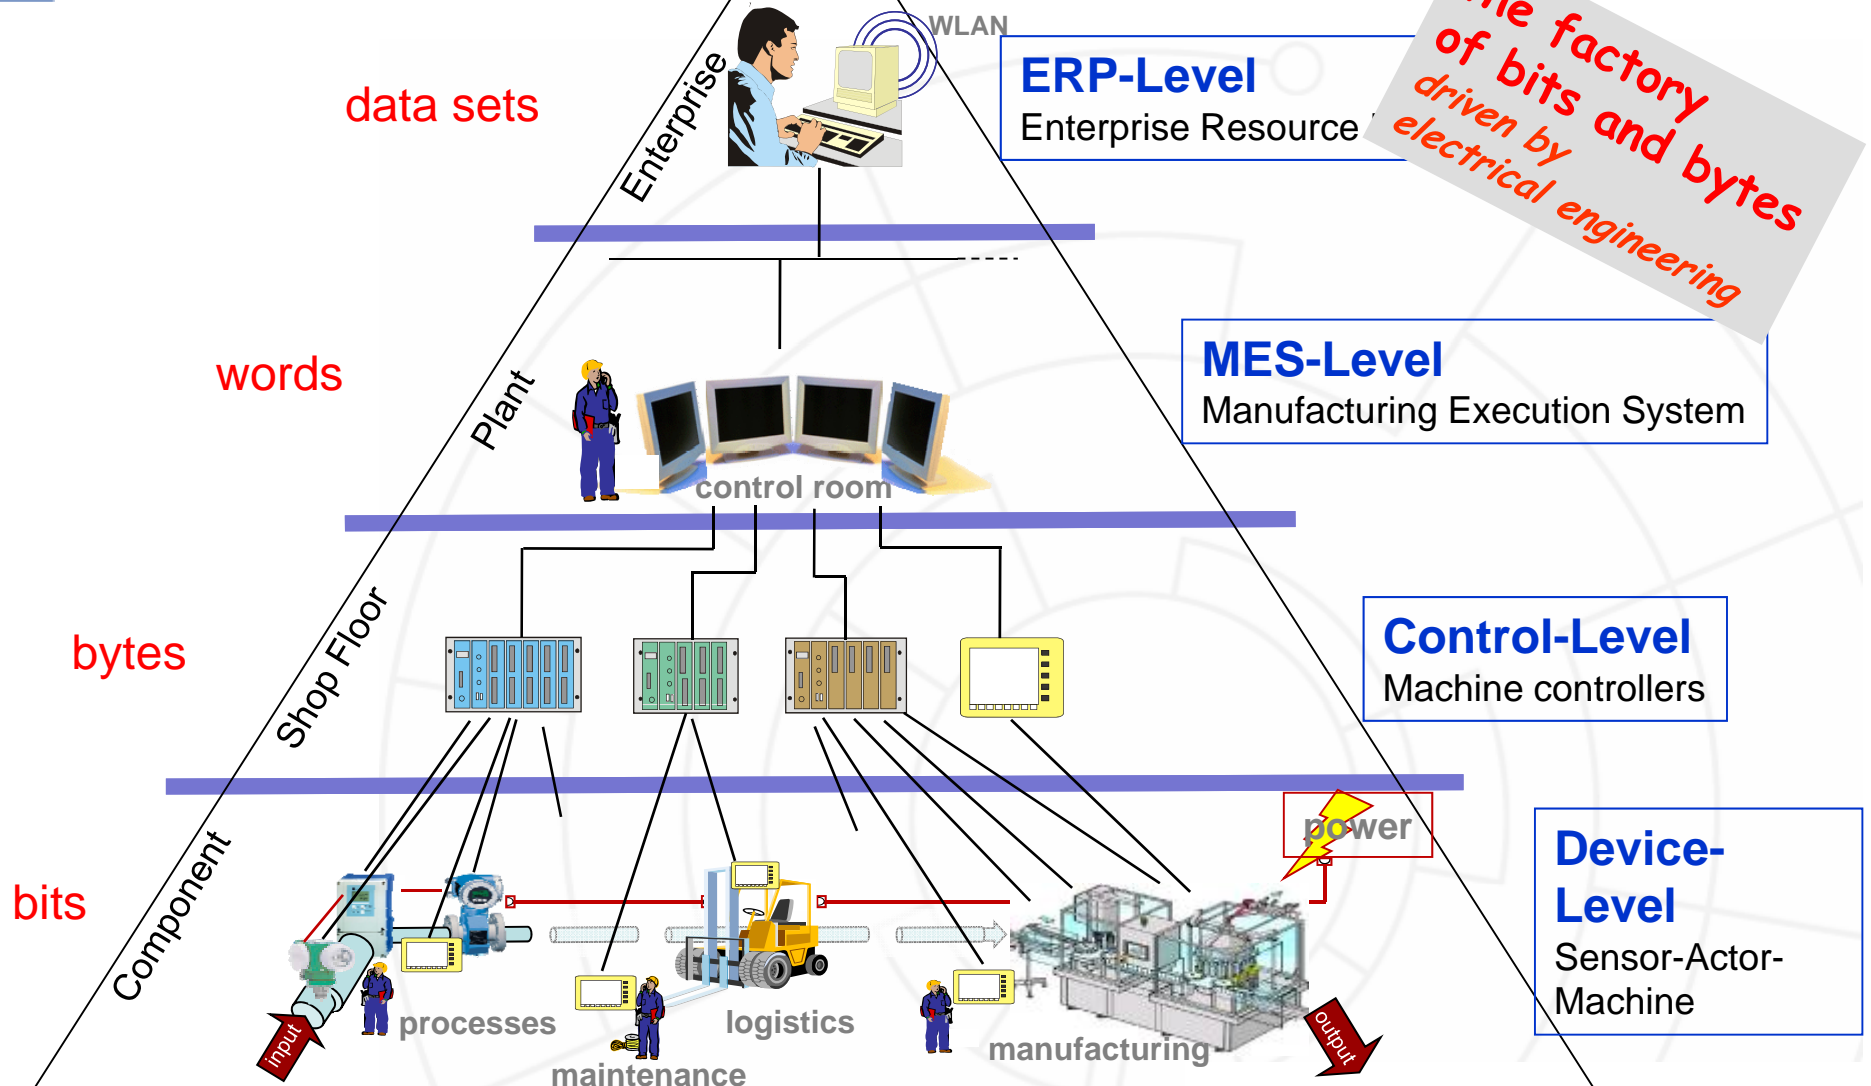 WLAN
data sets
Enterprise
ERP-Level
Enterprise Resource
the factory
of bits and bytes
driven by
electrical engineering
words
Plant
control room
MES-Level
Manufacturing Execution System
bytes
Shop Floor
Control-Level
Machine controllers
bits
Component
power
Device-
Level
Sensor-Actor-
Machine
input
processes
maintenance
logistics
manufacturing
output